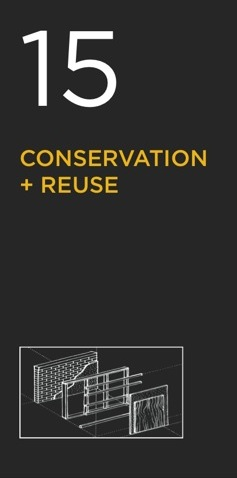 15
CONSERVATION
+ REUSE